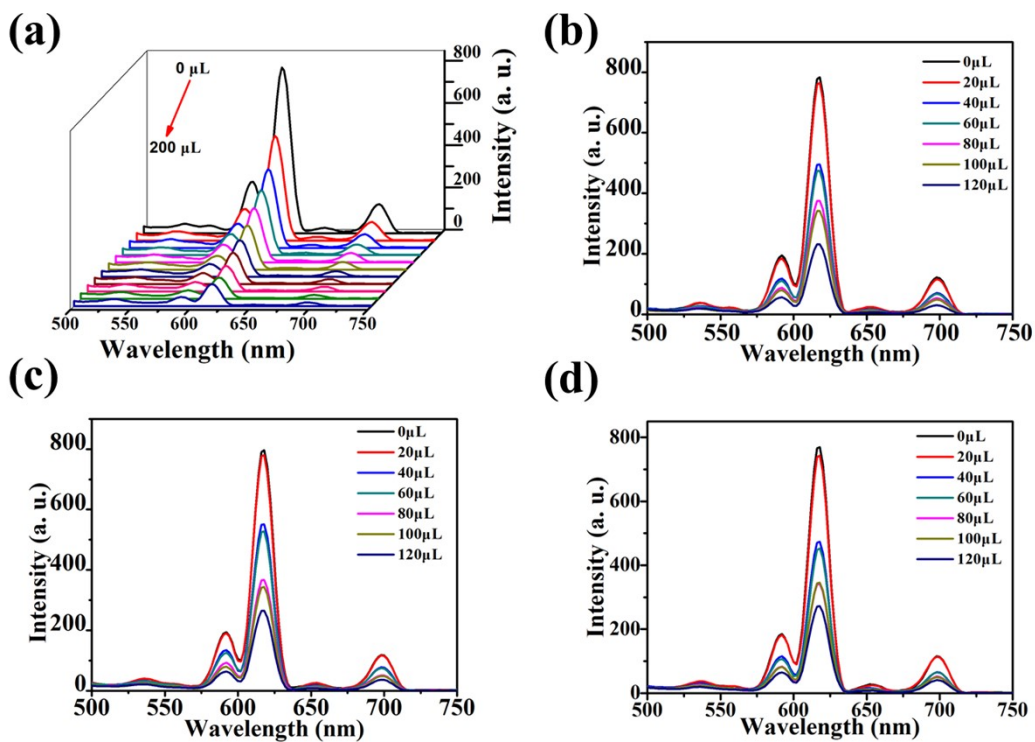 (a)
0 µL
200 µL
800
600
400
200
0
Intensity (a. u.)
500 550 600 650 700 750
Wavelength (nm)
(b)
0µL
20µL
40µL
60µL
80µL
100µL
120µL
800
600
400
200
0
Intensity (a. u.)
500 550 600 650 700 750
Wavelength (nm)
(c)
0µL
20µL
40µL
60µL
80µL
100µL
120µL
800
600
400
200
0
Intensity (a. u.)
500 550 600 650 700 750
Wavelength (nm)
(d)
0µL
20µL
40µL
60µL
80µL
100µL
120µL
800
600
400
200
0
Intensity (a. u.)
500 550 600 650 700 750
Wavelength (nm)